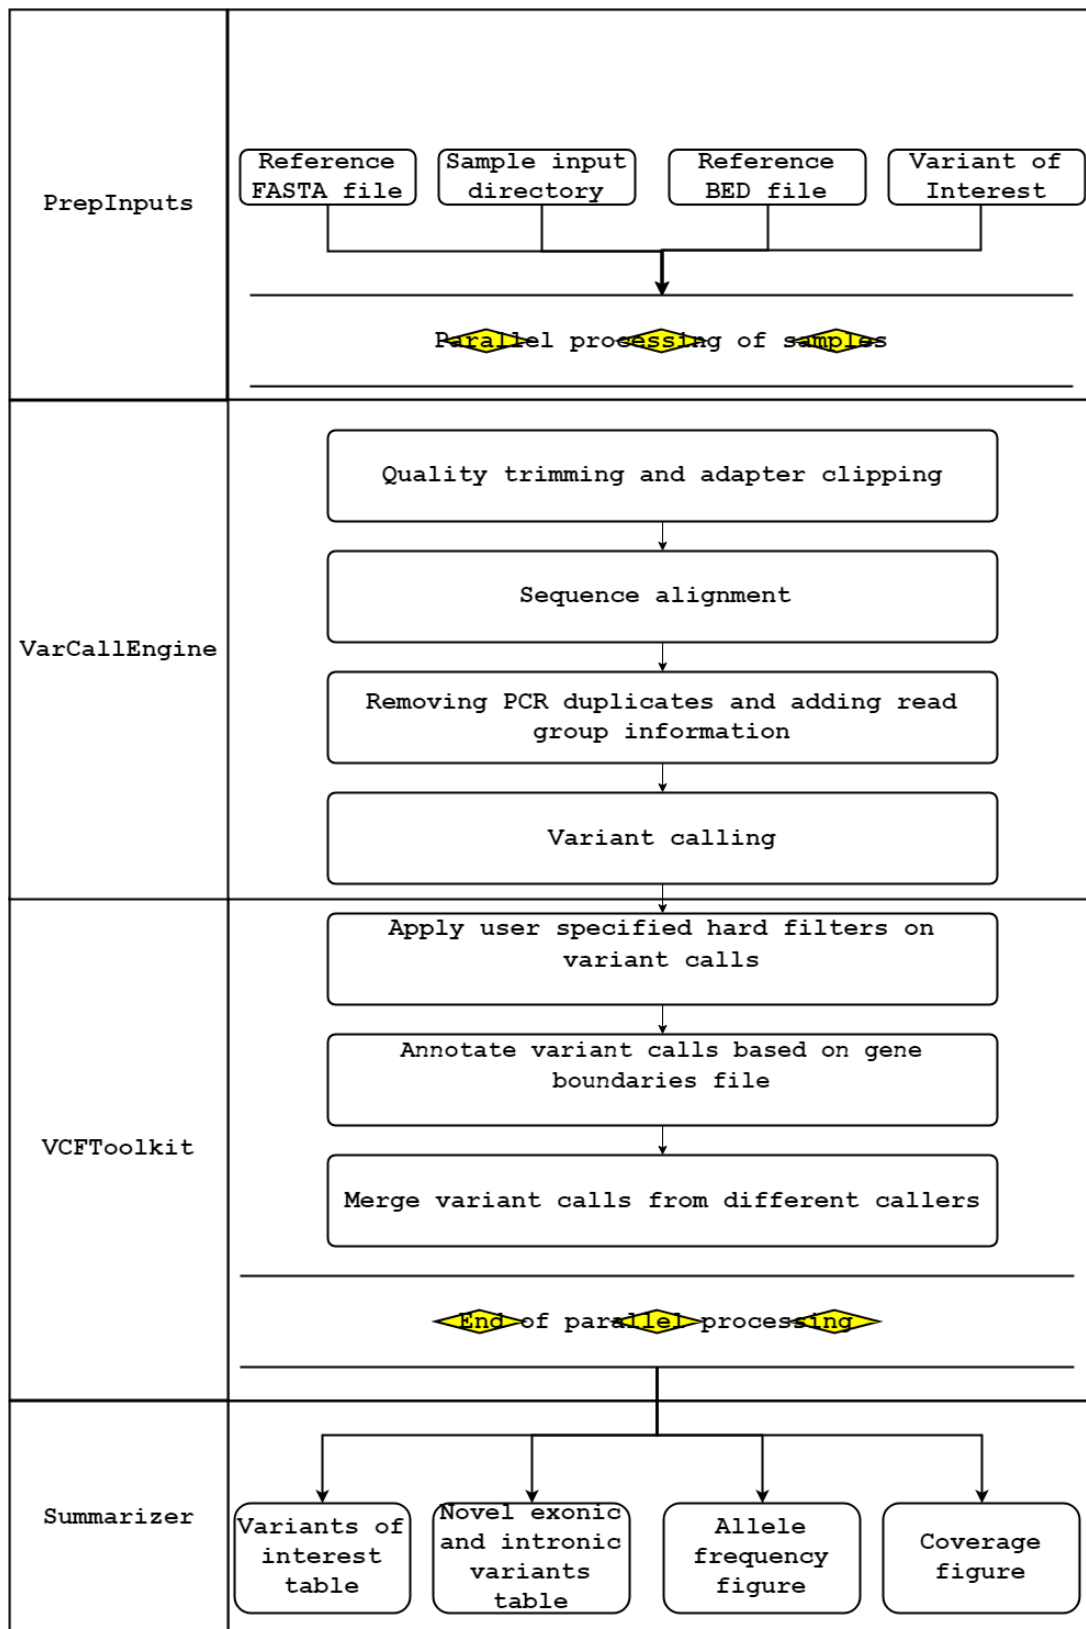 PrepInputs
Reference
FASTA file
Sample input
directory
Reference
BED file
Variant of
Interest
Parallel processing of samples
VarCallEngine
Quality trimming and adapter clipping
Sequence alignment
Removing PCR duplicates and adding read
group information
Variant calling
VCFToolkit
Apply user specified hard filters on
variant calls
Annotate variant calls based on gene
boundaries file
Merge variant calls from different callers
End of parallel processing
Summarizer
Variants of
interest
table
Novel exonic
and intronic
variants
table
Allele
frequency
figure
Coverage
figure